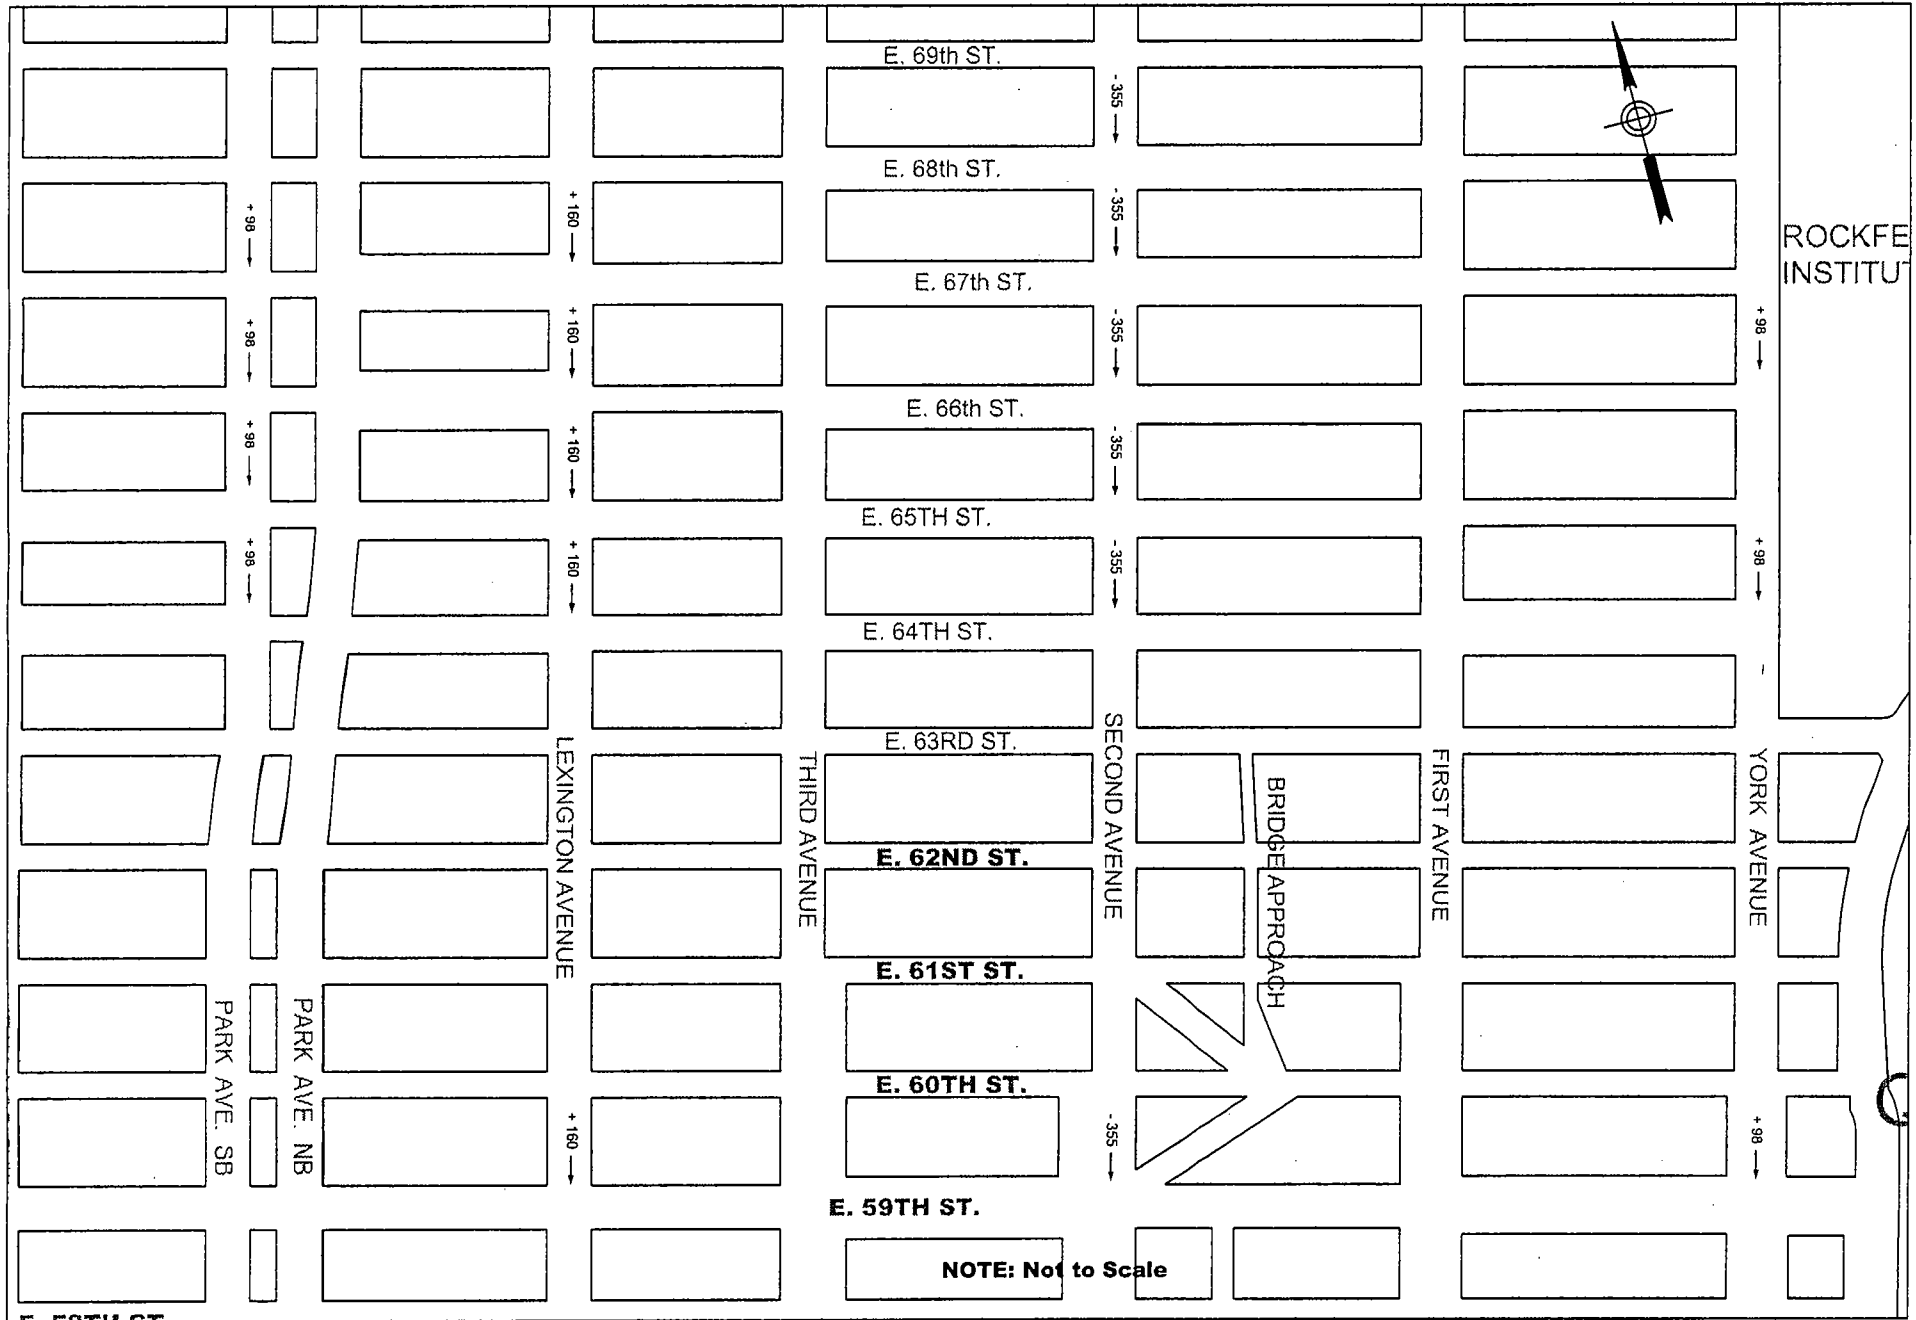 E. 69th ST.
- 355
E. 68th ST.
+ 98
+ 160
- 355
ROCKFE
INSTITUT
E. 67th ST.
+ 98
+ 160
- 355
+ 98
E. 66th ST.
+ 98
+ 160
- 355
E. 65TH ST.
+ 98
+ 160
- 355
+ 98
E. 64TH ST.
E. 63RD ST.
LEXINGTON AVENUE
THIRD AVENUE
SECOND AVENUE
BRIDGE APPROACH
FIRST AVENUE
YORK AVENUE
E. 62ND ST.
E. 61ST ST.
PARK AVE. SB
PARK AVE. NB
E. 60TH ST.
+ 160
- 355
+ 98
E. 59TH ST.
NOTE: Not to Scale
E. 58TH ST.